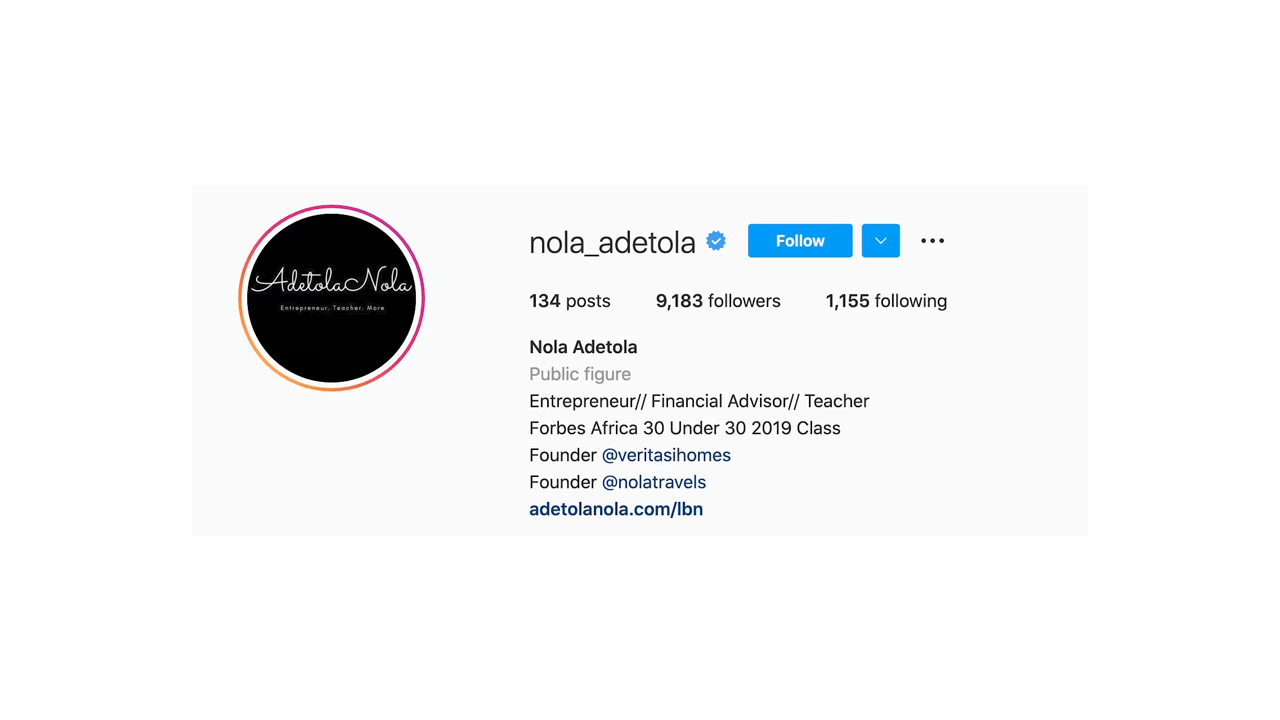 AdetolaNola
Entrepreneur. Teacher. More
nola_adetola Follow
134 posts 9,183 followers 1,155 following
Nola Adetola
Public figure
Entrepreneur// Financial Advisor// Teacher
Forbes Africa 30 Under 30 2019 Class
Founder @veritasihomes
Founder @nolatravels
adetolanola.com/lbn